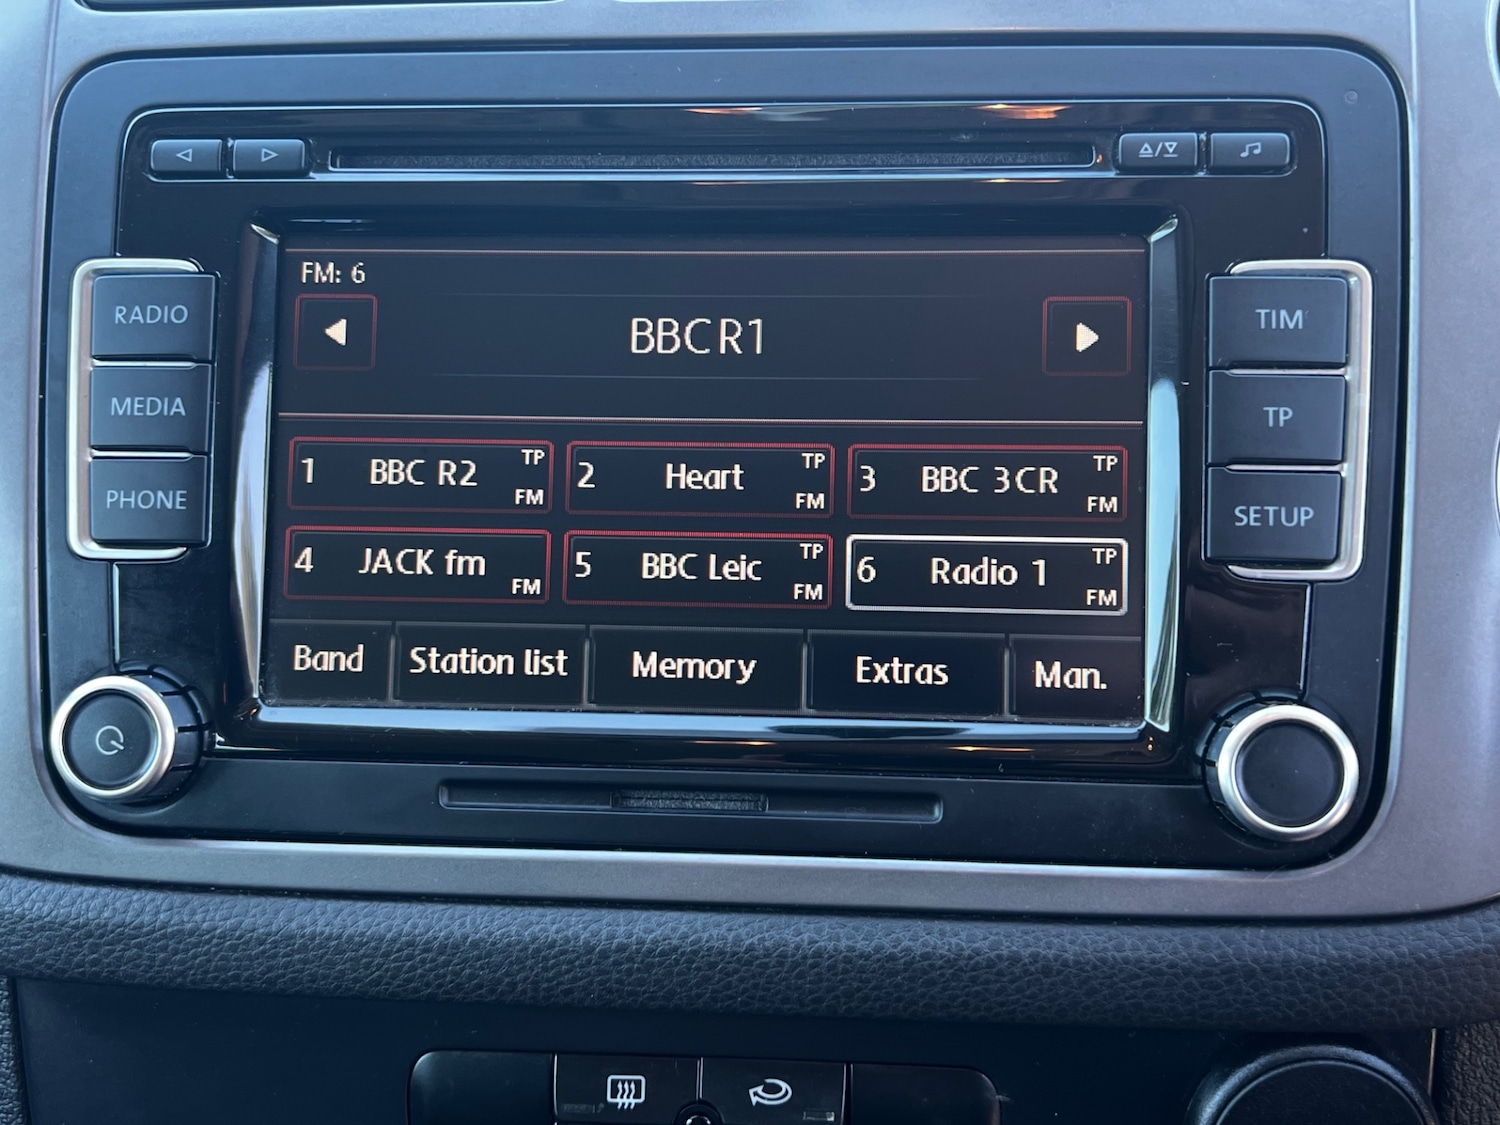 FM: 6
BBC R1
RADIO
MEDIA
PHONE
TIM
TP
SETUP
1 BBC R2 TP FM
2 Heart TP FM
3 BBC 3CR TP FM
4 JACK fm FM
5 BBC Leic TP FM
6 Radio 1 TP FM
Band Station list Memory Extras Man.